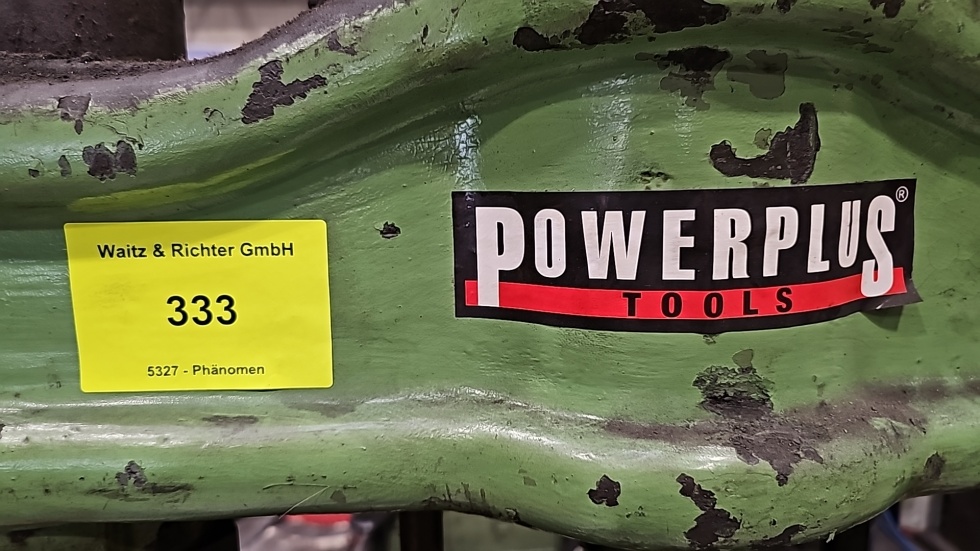 Waitz & Richter GmbH
333
5327 - Phänomen
POWERPLUS®
TOOLS